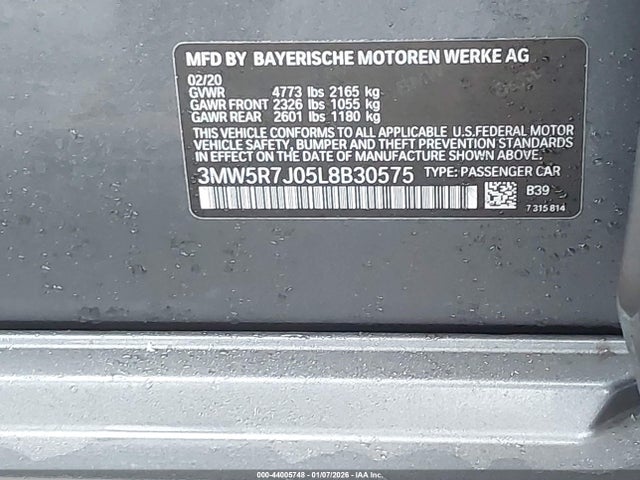 MFD BY BAYERISCHE MOTOREN WERKE AG
02/20
GVWR 4773 lbs 2165 kg
GAWR FRONT 2326 lbs 1055 kg
GAWR REAR 2601 lbs 1180 kg
THIS VEHICLE CONFORMS TO ALL APPLICABLE U.S.FEDERAL MOTOR
VEHICLE SAFETY, BUMPER AND THEFT PREVENTION STANDARDS
IN EFFECT ON THE DATE OF MANUFACTURE SHOWN ABOVE.
3MW5R7J05L8B30575 TYPE: PASSENGER CAR
B39
7 315 814
000-44005748 - 01/07/2026 - IAA Inc.